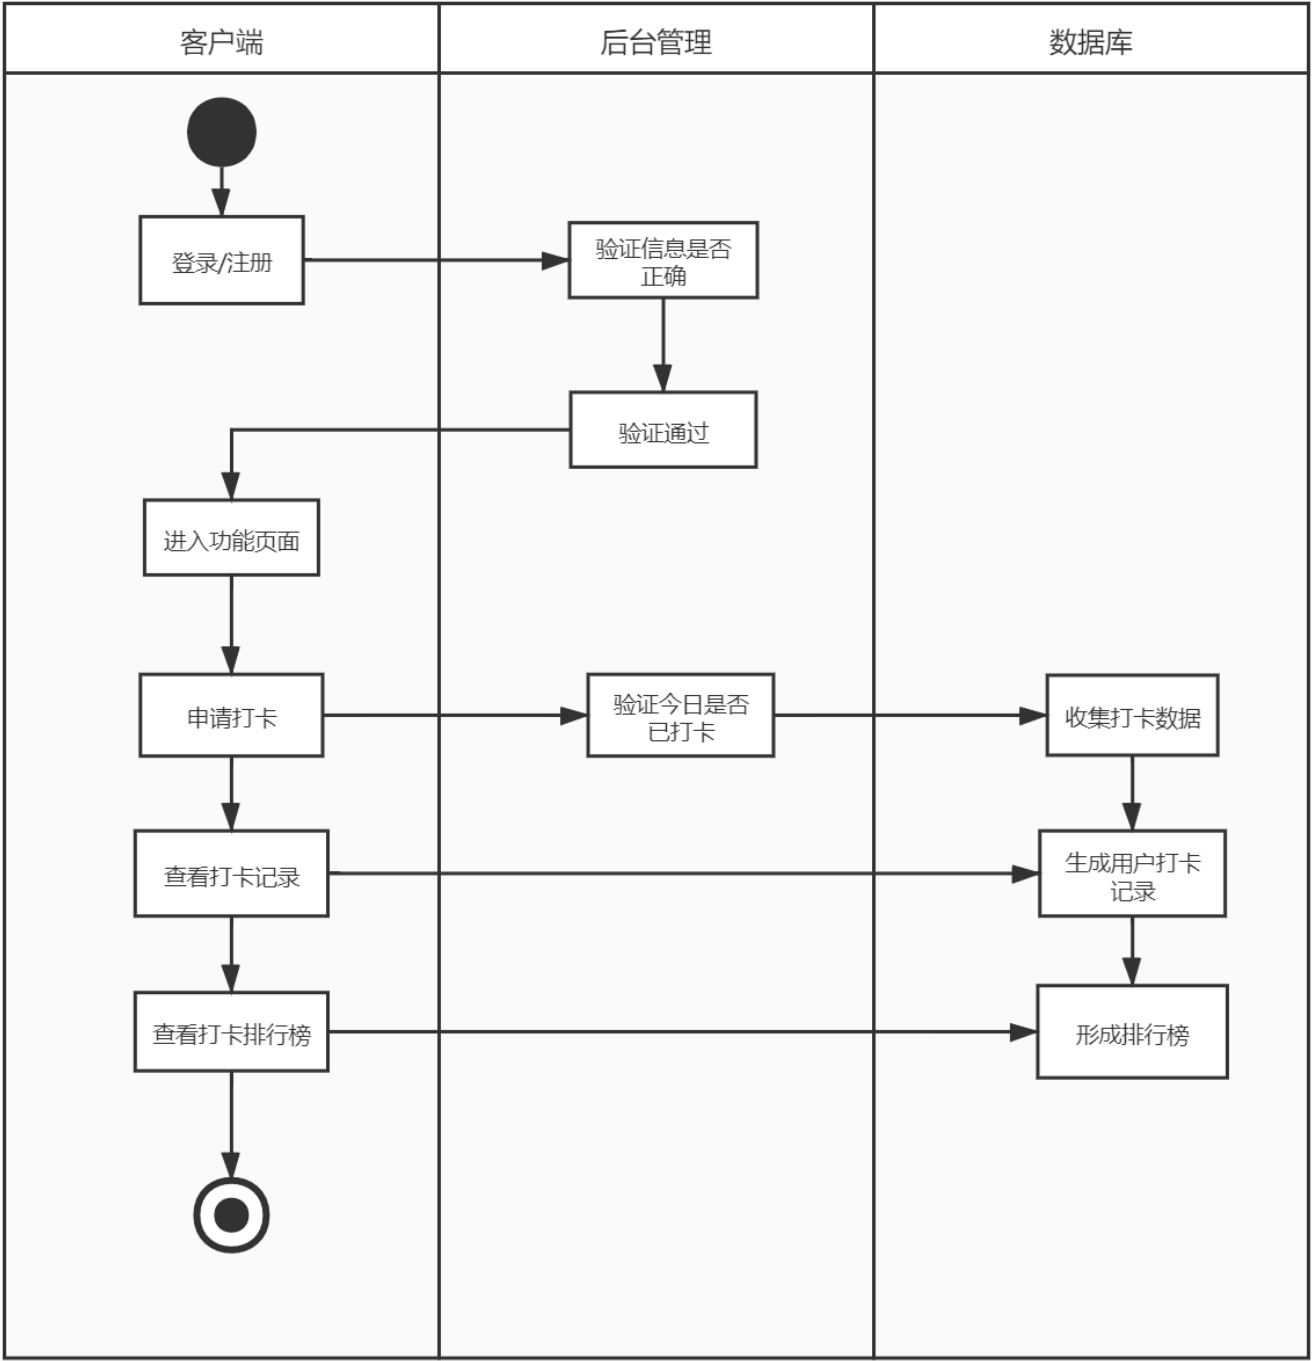 客户端
后台管理
数据库
登录/注册
验证信息是否
正确
验证通过
进入功能页面
申请打卡
验证今日是否
已打卡
收集打卡数据
查看打卡记录
生成用户打卡
记录
查看打卡排行榜
形成排行榜